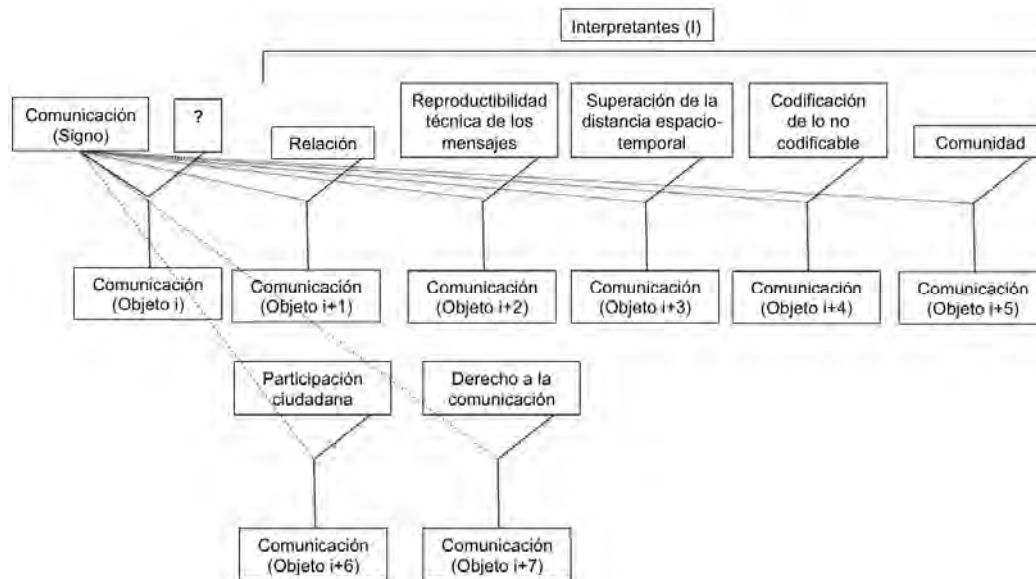 Interpretantes (I)
Comunicación
(Signo)
?
Relación
Reproductibilidad
técnica de los
mensajes
Superación de la
distancia espacio-
temporal
Codificación
de lo no
codificable
Comunidad
Comunicación
(Objeto i)
Comunicación
(Objeto i+1)
Comunicación
(Objeto i+2)
Comunicación
(Objeto i+3)
Comunicación
(Objeto i+4)
Comunicación
(Objeto i+5)
Participación
ciudadana
Derecho a la
comunicación
Comunicación
(Objeto i+6)
Comunicación
(Objeto i+7)